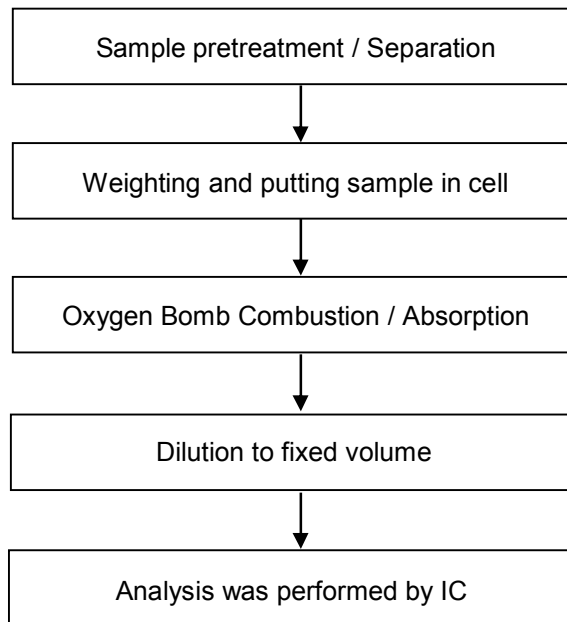 Sample pretreatment / Separation
Weighting and putting sample in cell
Oxygen Bomb Combustion / Absorption
Dilution to fixed volume
Analysis was performed by IC